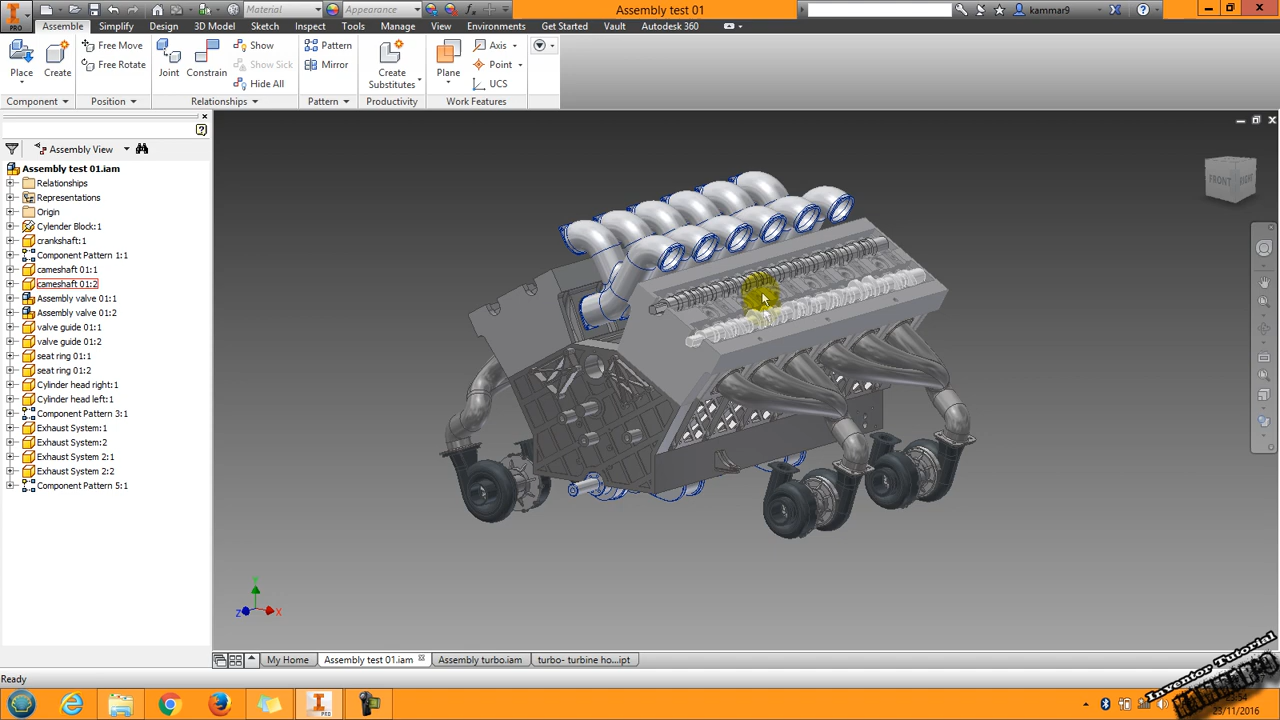 PRO
Material
Appearance
Assembly test 01
kammar9
Assemble Simplify Design 3D Model Sketch Inspect Tools Manage View Environments Get Started Vault Autodesk 360
Place
Create
Free Move
Free Rotate
Joint
Constrain
Show
Show Sick
Hide All
Pattern
Mirror
Create
Substitutes
Plane
Axis
Point
UCS
Component Position Relationships Pattern Productivity Work Features
Assembly View
Assembly test 01.iam
Relationships
Representations
Origin
Cylender Block:1
crankshaft:1
Component Pattern 1:1
cameshaft 01:1
cameshaft 01:2
Assembly valve 01:1
Assembly valve 01:2
valve guide 01:1
valve guide 01:2
seat ring 01:1
seat ring 01:2
Cylinder head right:1
Cylinder head left:1
Component Pattern 3:1
Exhaust System:1
Exhaust System:2
Exhaust System 2:1
Exhaust System 2:2
Component Pattern 5:1
FRONT RIGHT
Y
Z X
My Home Assembly test 01.iam Assembly turbo.iam turbo- turbine ho...ipt
Ready
Inventor Tutorial
PRO
23:54
23/11/2016